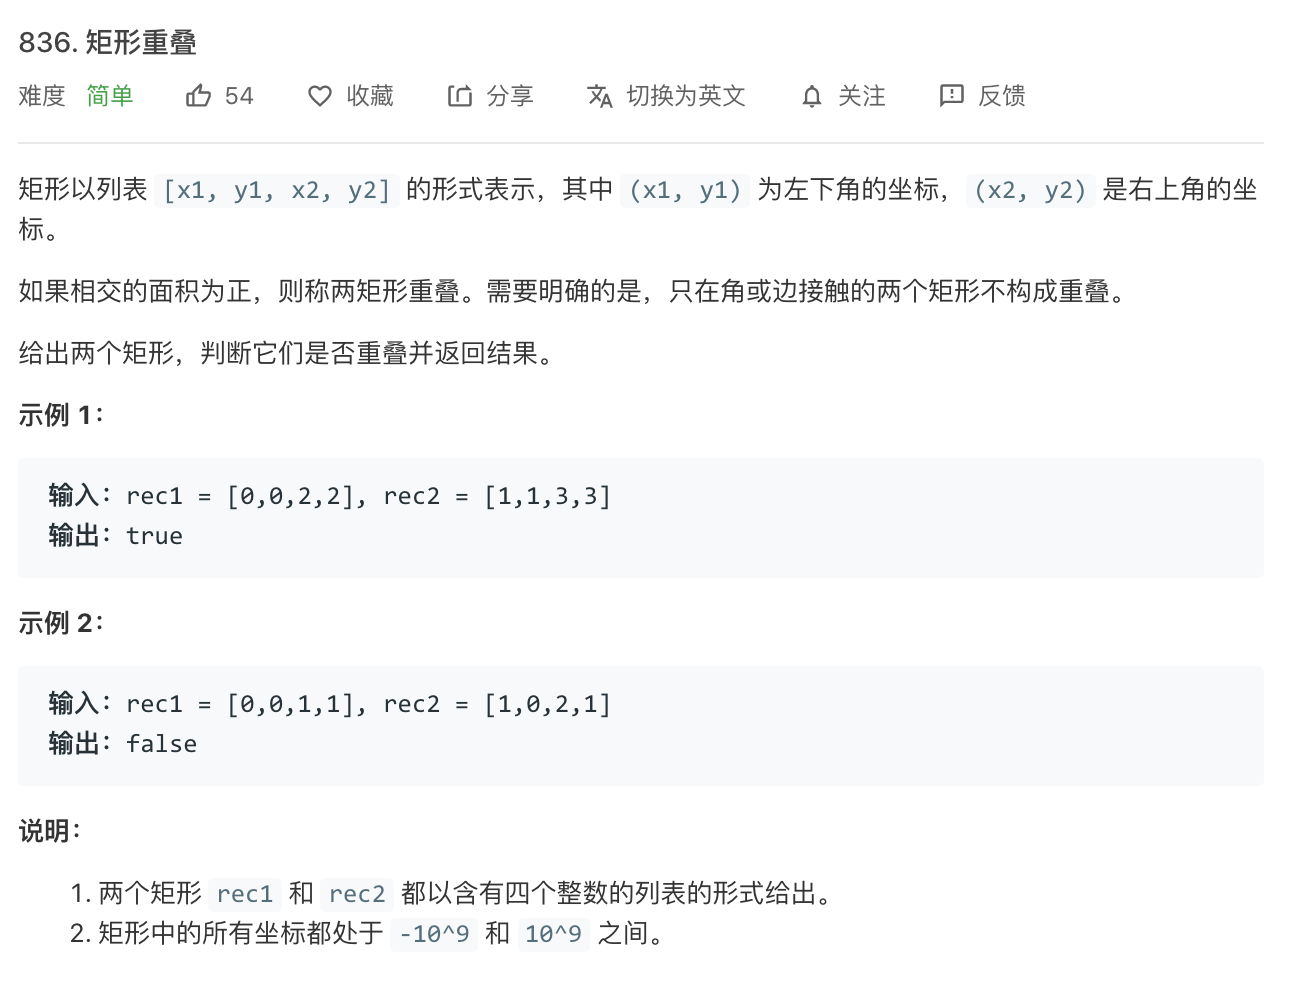 836. 矩形重叠
难度 简单 54 收藏 分享 切换为英文 关注 反馈
矩形以列表 [x1, y1, x2, y2] 的形式表示，其中 (x1, y1) 为左下角的坐标，(x2, y2) 是右上角的坐
标。
如果相交的面积为正，则称两矩形重叠。需要明确的是，只在角或边接触的两个矩形不构成重叠。
给出两个矩形，判断它们是否重叠并返回结果。
示例 1：
输入：rec1 = [0,0,2,2], rec2 = [1,1,3,3]
输出：true
示例 2：
输入：rec1 = [0,0,1,1], rec2 = [1,0,2,1]
输出：false
说明：
1. 两个矩形 rec1 和 rec2 都以含有四个整数的列表的形式给出。
2. 矩形中的所有坐标都处于 -10^9 和 10^9 之间。